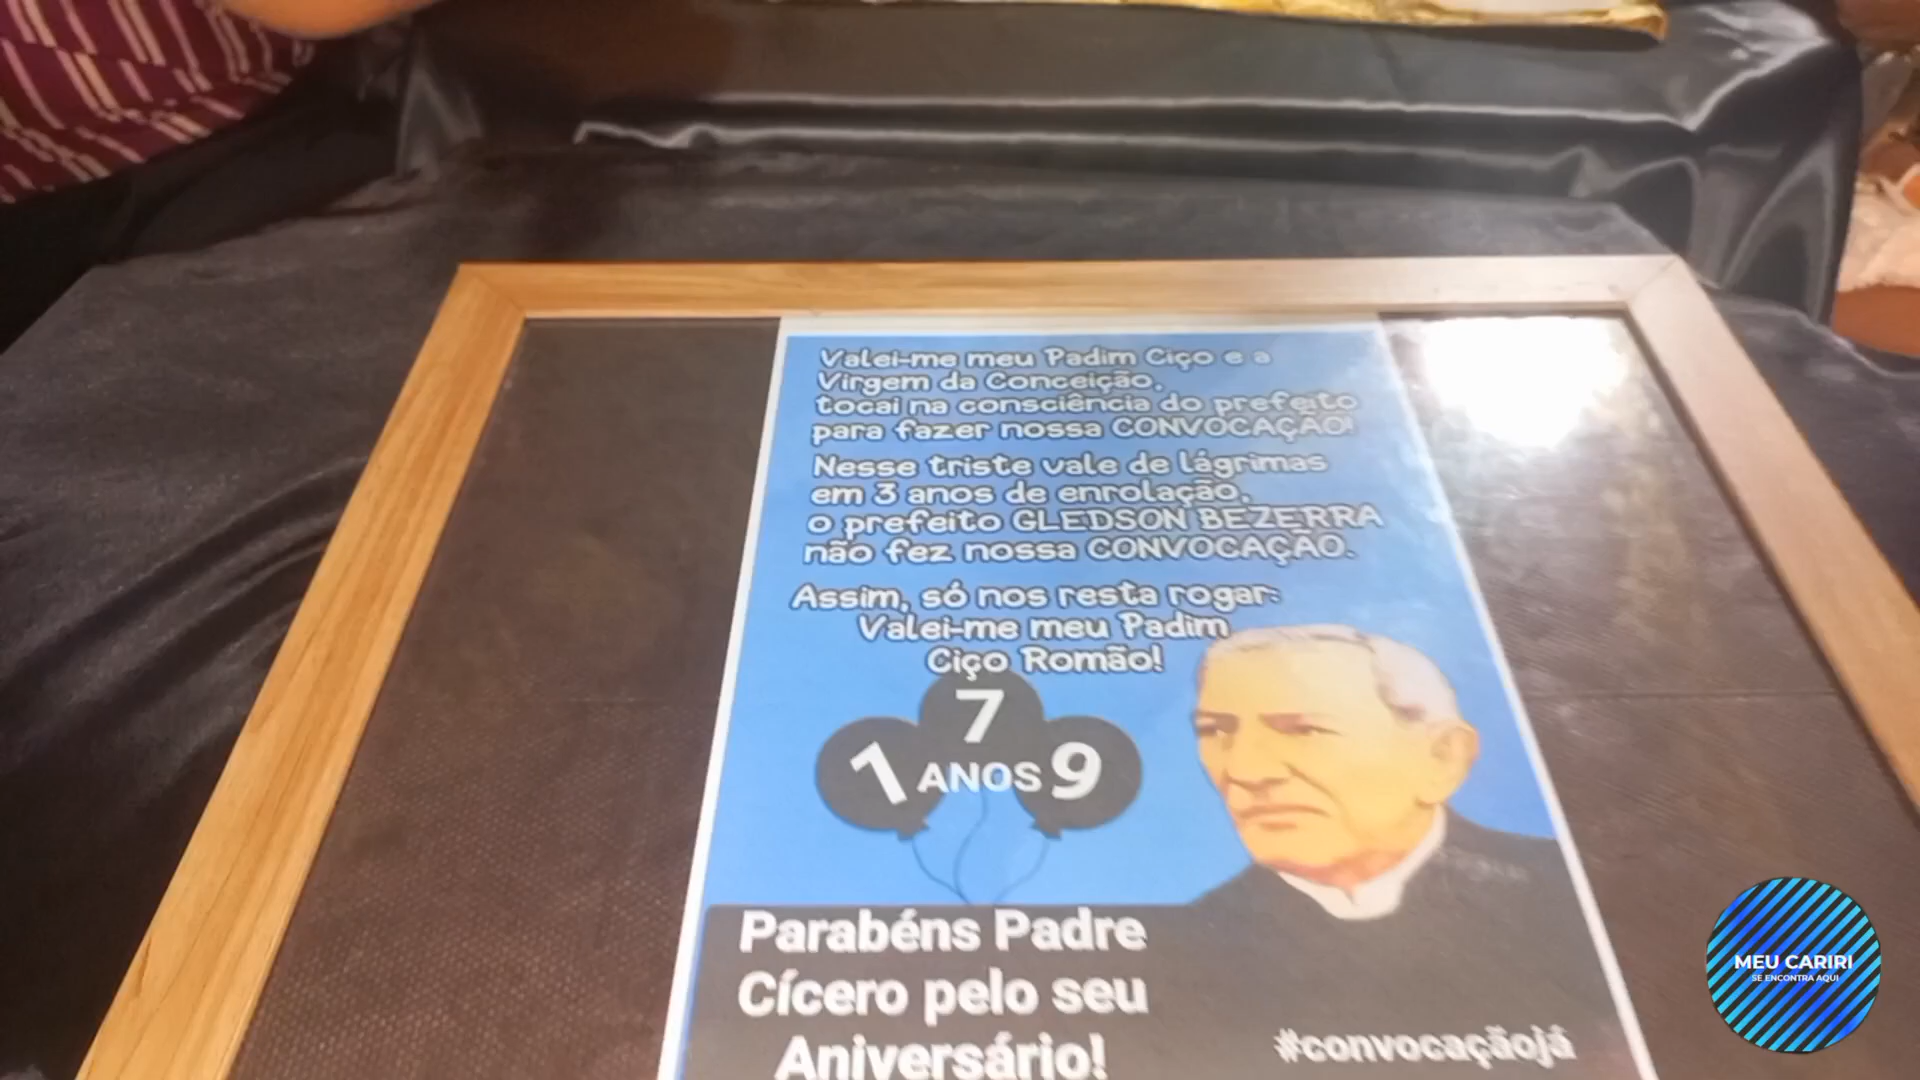 Valei-me meu Padim Ciço e a
Virgem da Conceição,
tocai na consciência do prefeito
para fazer nossa CONVOCAÇÃO!
Nesse triste vale de lágrimas
em 3 anos de enrolação,
o prefeito GLEDSON BEZERRA
não fez nossa CONVOCAÇÃO.
Assim, só nos resta rogar:
Valei-me meu Padim
Ciço Romão!
1 7 9
ANOS
Parabéns Padre
Cícero pelo seu
Aniversário!
#convocaçãojá
MEU CARIRI
SE ENCONTRA AQUI